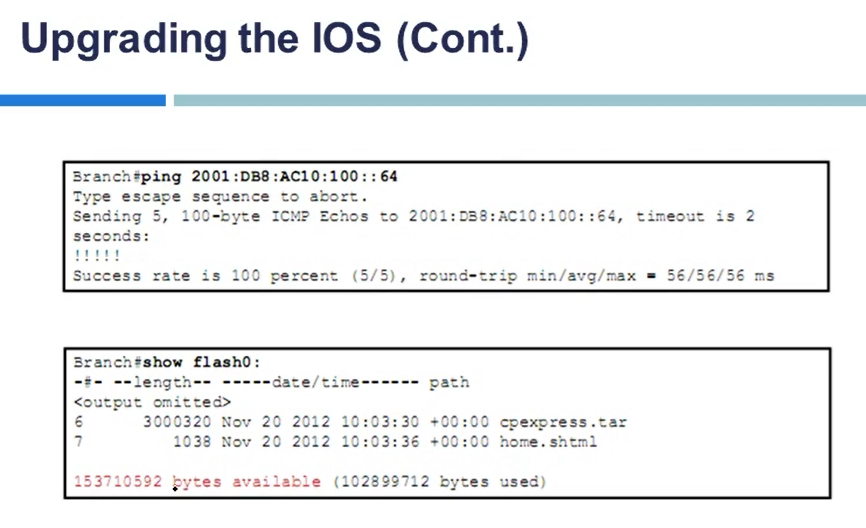 Upgrading the IOS (Cont.)
Branch#ping 2001:DB8:AC10:100::64
Type escape sequence to abort.
Sending 5, 100-byte ICMP Echos to 2001:DB8:AC10:100::64, timeout is 2
seconds:
!!!!!
Success rate is 100 percent (5/5), round-trip min/avg/max = 56/56/56 ms
Branch#show flash0:
-#- --length-- -----date/time------ path
<output omitted>
6 3000320 Nov 20 2012 10:03:30 +00:00 cpexpress.tar
7 1038 Nov 20 2012 10:03:36 +00:00 home.shtml
153710592 bytes available (102899712 bytes used)